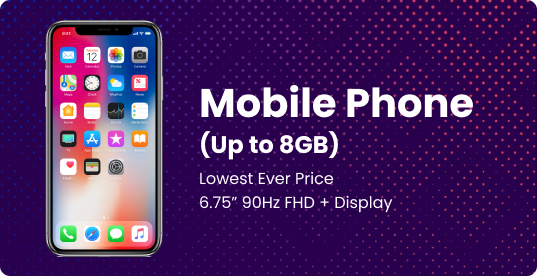 Mobile Phone
(Up to 8GB)
Lowest Ever Price
6.75” 90Hz FHD + Display